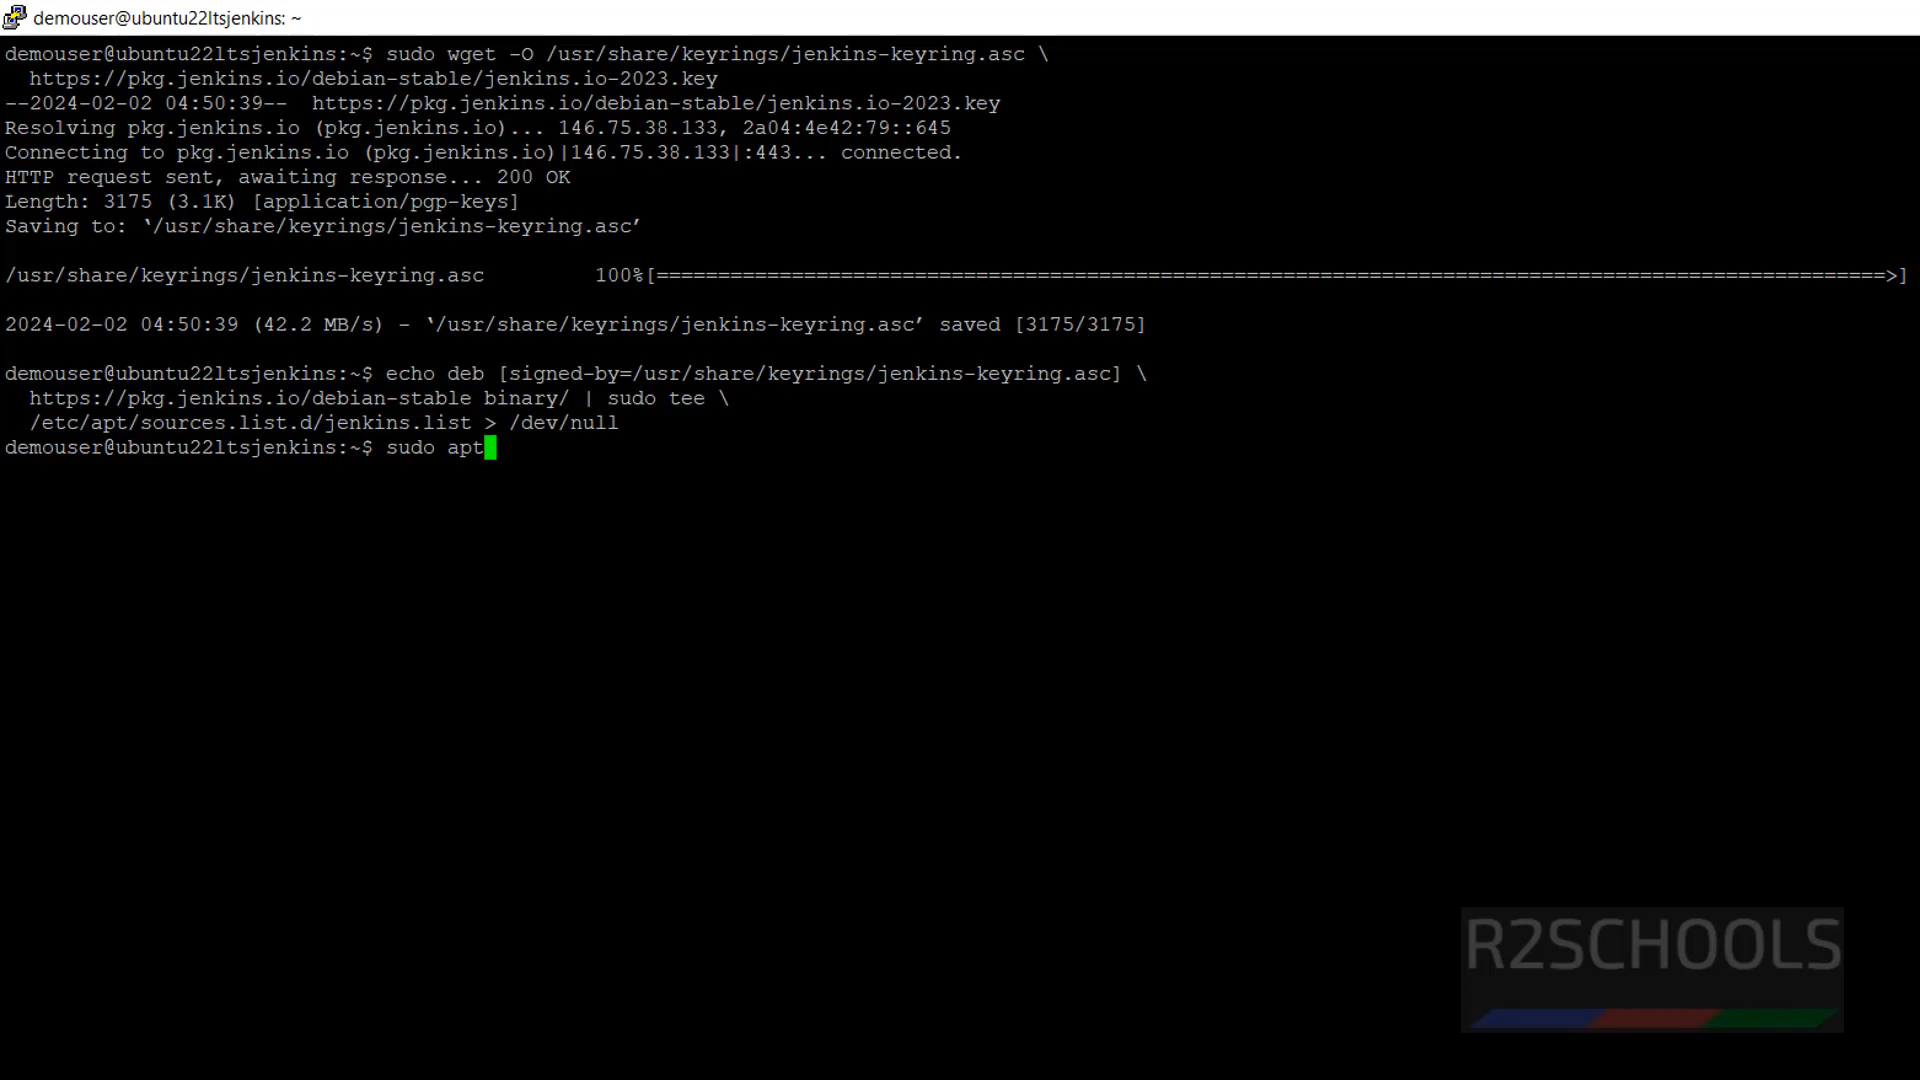 demouser@ubuntu22ltsjenkins: ~
demouser@ubuntu22ltsjenkins:~$ sudo wget -O /usr/share/keyrings/jenkins-keyring.asc \
  https://pkg.jenkins.io/debian-stable/jenkins.io-2023.key
--2024-02-02 04:50:39--  https://pkg.jenkins.io/debian-stable/jenkins.io-2023.key
Resolving pkg.jenkins.io (pkg.jenkins.io)... 146.75.38.133, 2a04:4e42:79::645
Connecting to pkg.jenkins.io (pkg.jenkins.io)|146.75.38.133|:443... connected.
HTTP request sent, awaiting response... 200 OK
Length: 3175 (3.1K) [application/pgp-keys]
Saving to: ‘/usr/share/keyrings/jenkins-keyring.asc’
/usr/share/keyrings/jenkins-keyring.asc         100%[====================================================================================================>]
2024-02-02 04:50:39 (42.2 MB/s) - ‘/usr/share/keyrings/jenkins-keyring.asc’ saved [3175/3175]
demouser@ubuntu22ltsjenkins:~$ echo deb [signed-by=/usr/share/keyrings/jenkins-keyring.asc] \
  https://pkg.jenkins.io/debian-stable binary/ | sudo tee \
  /etc/apt/sources.list.d/jenkins.list > /dev/null
demouser@ubuntu22ltsjenkins:~$ sudo apt
R2SCHOOLS